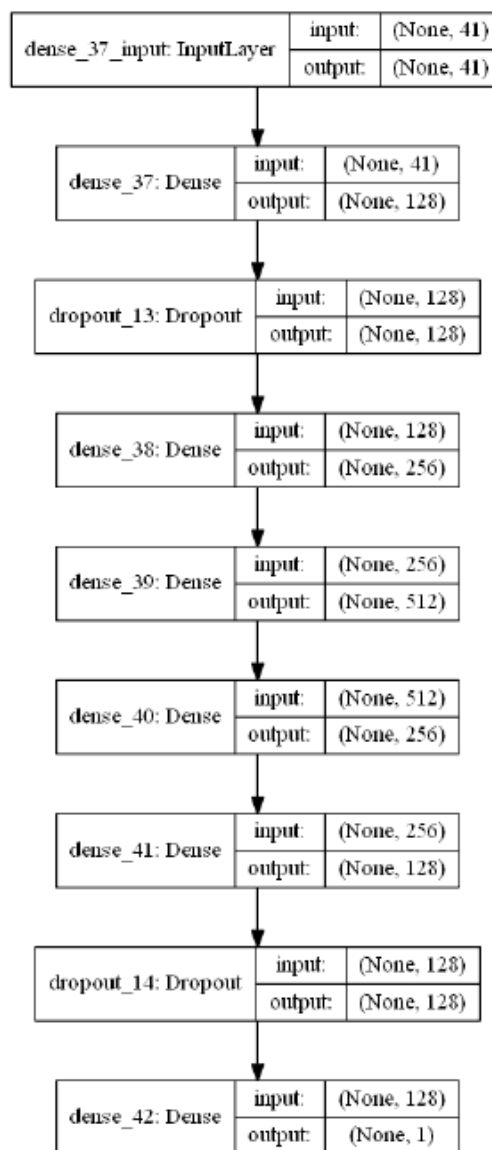 dense_37_input: InputLayer
input: (None, 41)
output: (None, 41)
dense_37: Dense
input: (None, 41)
output: (None, 128)
dropout_13: Dropout
input: (None, 128)
output: (None, 128)
dense_38: Dense
input: (None, 128)
output: (None, 256)
dense_39: Dense
input: (None, 256)
output: (None, 512)
dense_40: Dense
input: (None, 512)
output: (None, 256)
dense_41: Dense
input: (None, 256)
output: (None, 128)
dropout_14: Dropout
input: (None, 128)
output: (None, 128)
dense_42: Dense
input: (None, 128)
output: (None, 1)